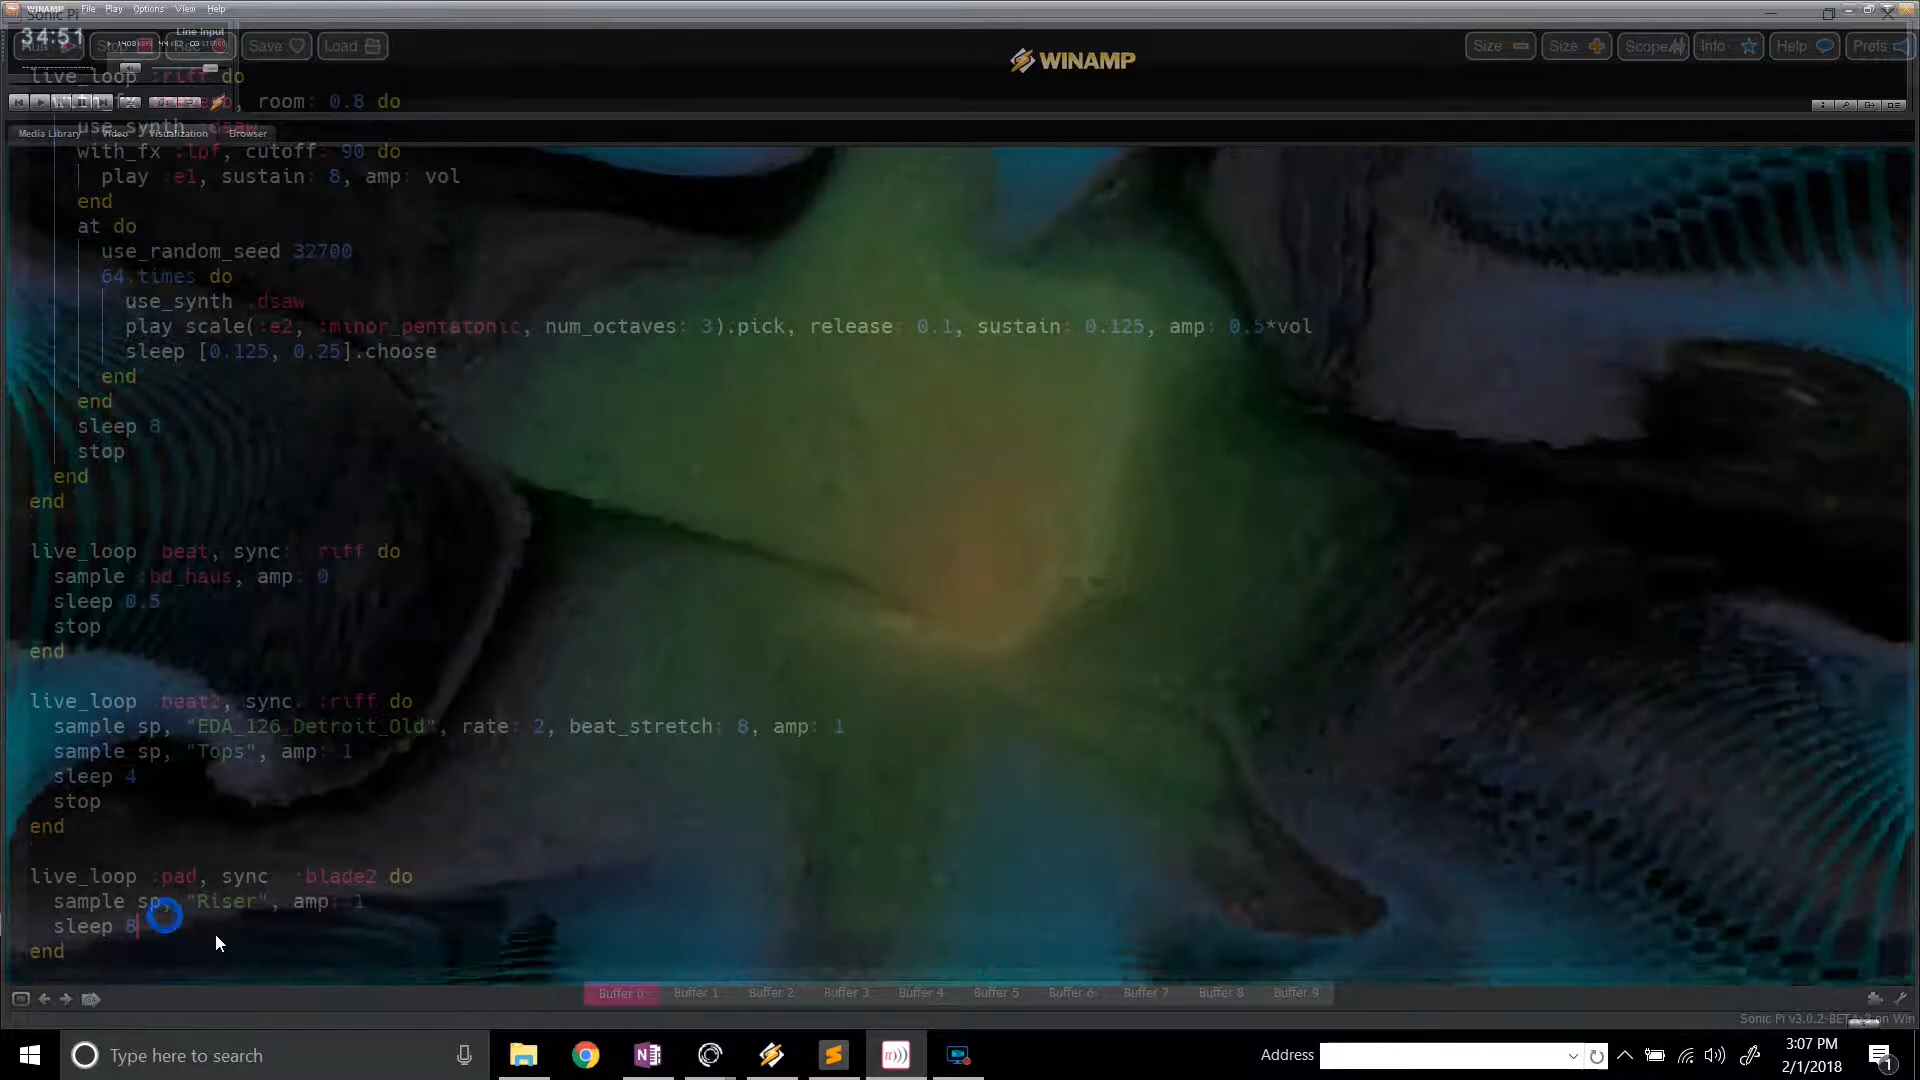 WINAMP File Play Options View Help
Sonic Pi
34:51
Line Input
Save Load
WINAMP
Size Size Scope Info Help Prefs
live_loop :riff do
room: 0.8 do
Media Library Video Visualization Browser
use_synth :dsaw
with_fx :lpf, cutoff: 90 do
play :e1, sustain: 8, amp: vol
end
at do
use_random_seed 32700
64.times do
use_synth :dsaw
play scale(:e2, :minor_pentatonic, num_octaves: 3).pick, release: 0.1, sustain: 0.125, amp: 0.5*vol
sleep [0.125, 0.25].choose
end
end
sleep 8
stop
end
end
live_loop :beat, sync: :riff do
sample :bd_haus, amp: 0
sleep 0.5
stop
end
live_loop :beat2, sync: :riff do
sample sp, "EDA_126_Detroit_Old", rate: 2, beat_stretch: 8, amp: 1
sample sp, "Tops", amp: 1
sleep 4
stop
end
live_loop :pad, sync: :blade2 do
sample sp, "Riser", amp: 1
sleep 8
end
Buffer 0 Buffer 1 Buffer 2 Buffer 3 Buffer 4 Buffer 5 Buffer 6 Buffer 7 Buffer 8 Buffer 9
Type here to search
Address
3:07 PM
2/1/2018
1